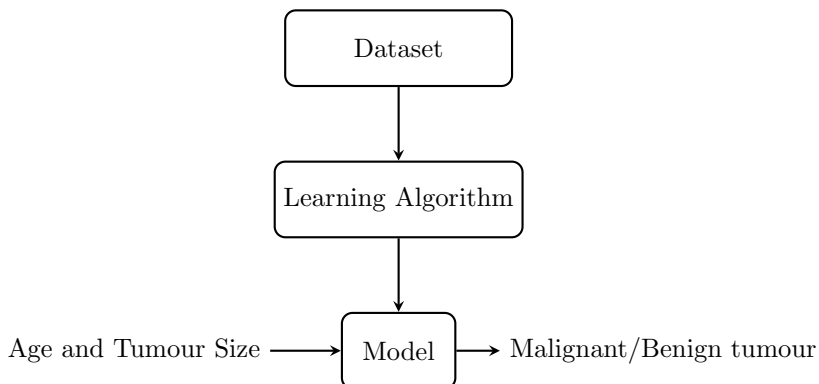 Dataset
Learning Algorithm
Age and Tumour Size
Model
Malignant/Benign tumour